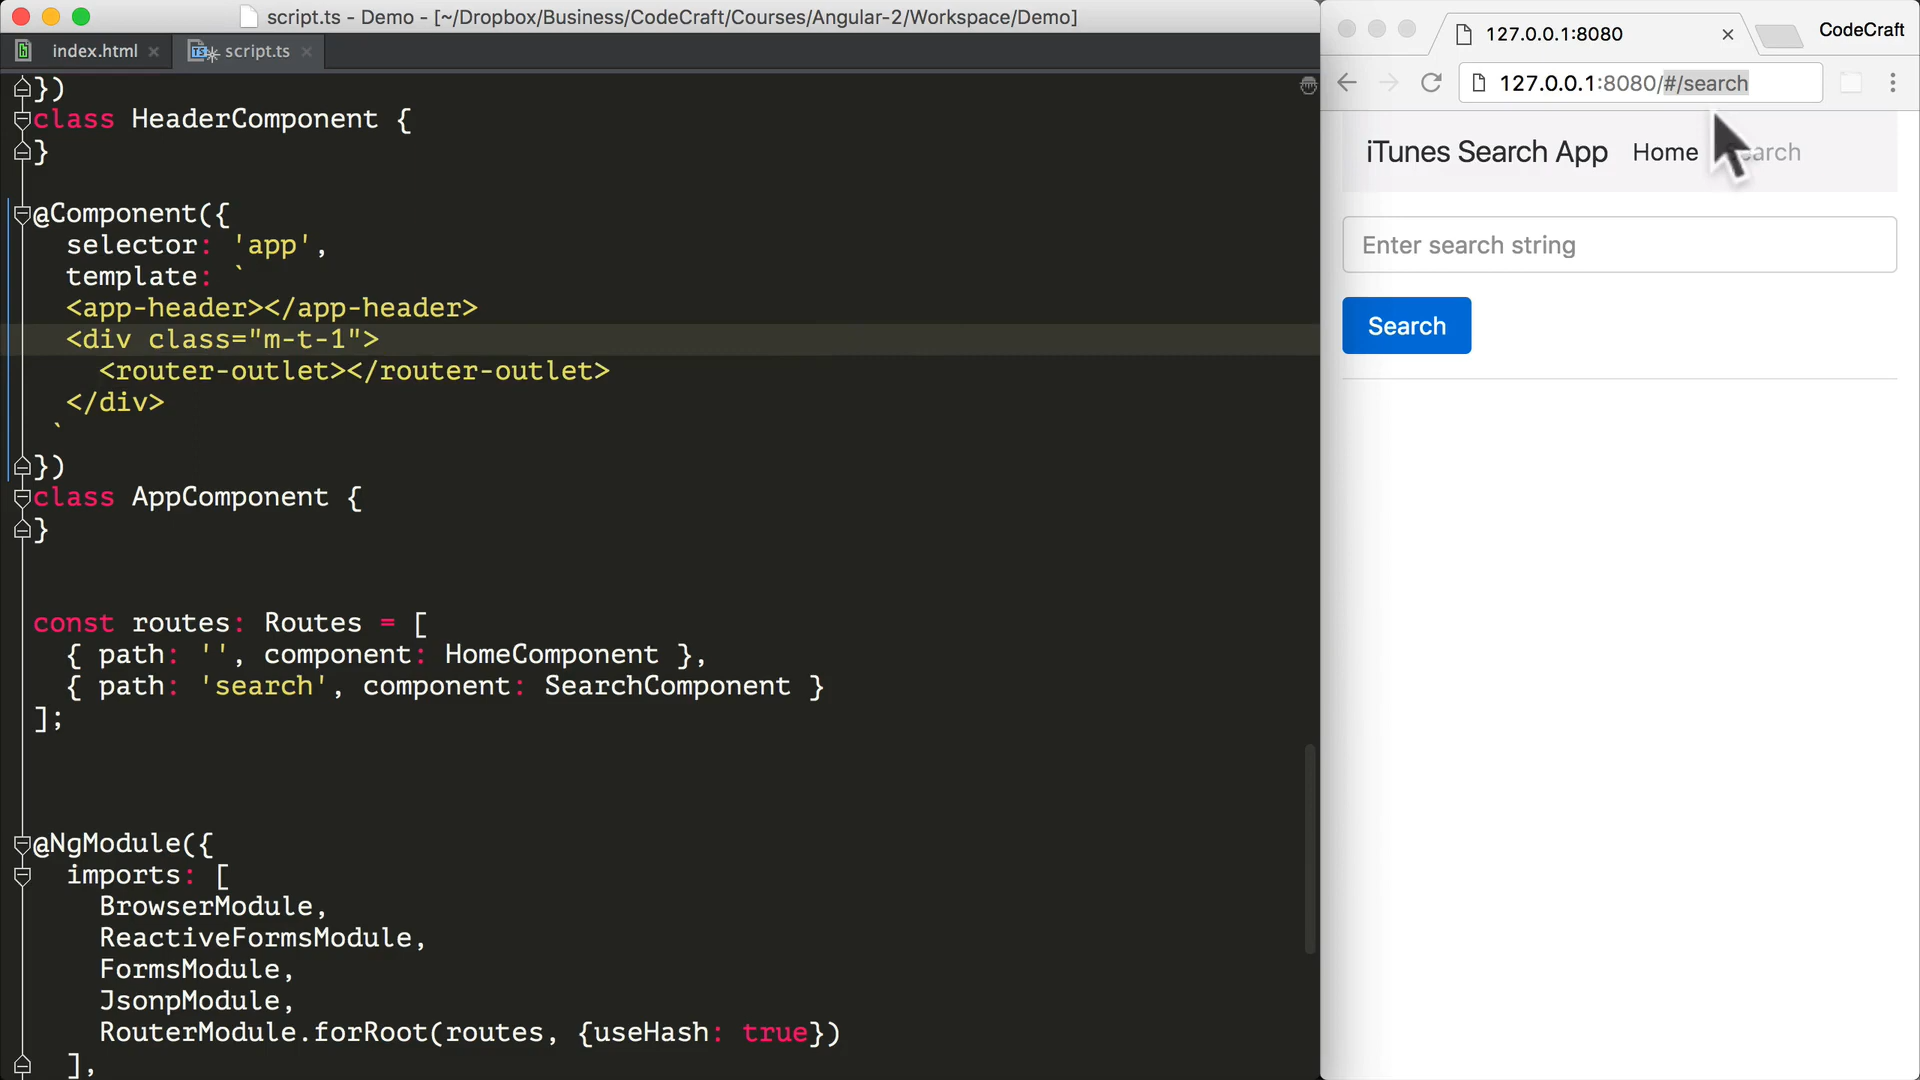 script.ts - Demo - [~/Dropbox/Business/CodeCraft/Courses/Angular-2/Workspace/Demo]
index.html
script.ts
})
class HeaderComponent {
}
@Component({
selector: 'app',
template: `
<app-header></app-header>
<div class="m-t-1">
<router-outlet></router-outlet>
</div>
`
})
class AppComponent {
}
const routes: Routes = [
{ path: '', component: HomeComponent },
{ path: 'search', component: SearchComponent }
];
@NgModule({
imports: [
BrowserModule,
ReactiveFormsModule,
FormsModule,
JsonpModule,
RouterModule.forRoot(routes, {useHash: true})
],
127.0.0.1:8080
CodeCraft
127.0.0.1:8080/#/search
iTunes Search App Home Search
Enter search string
Search